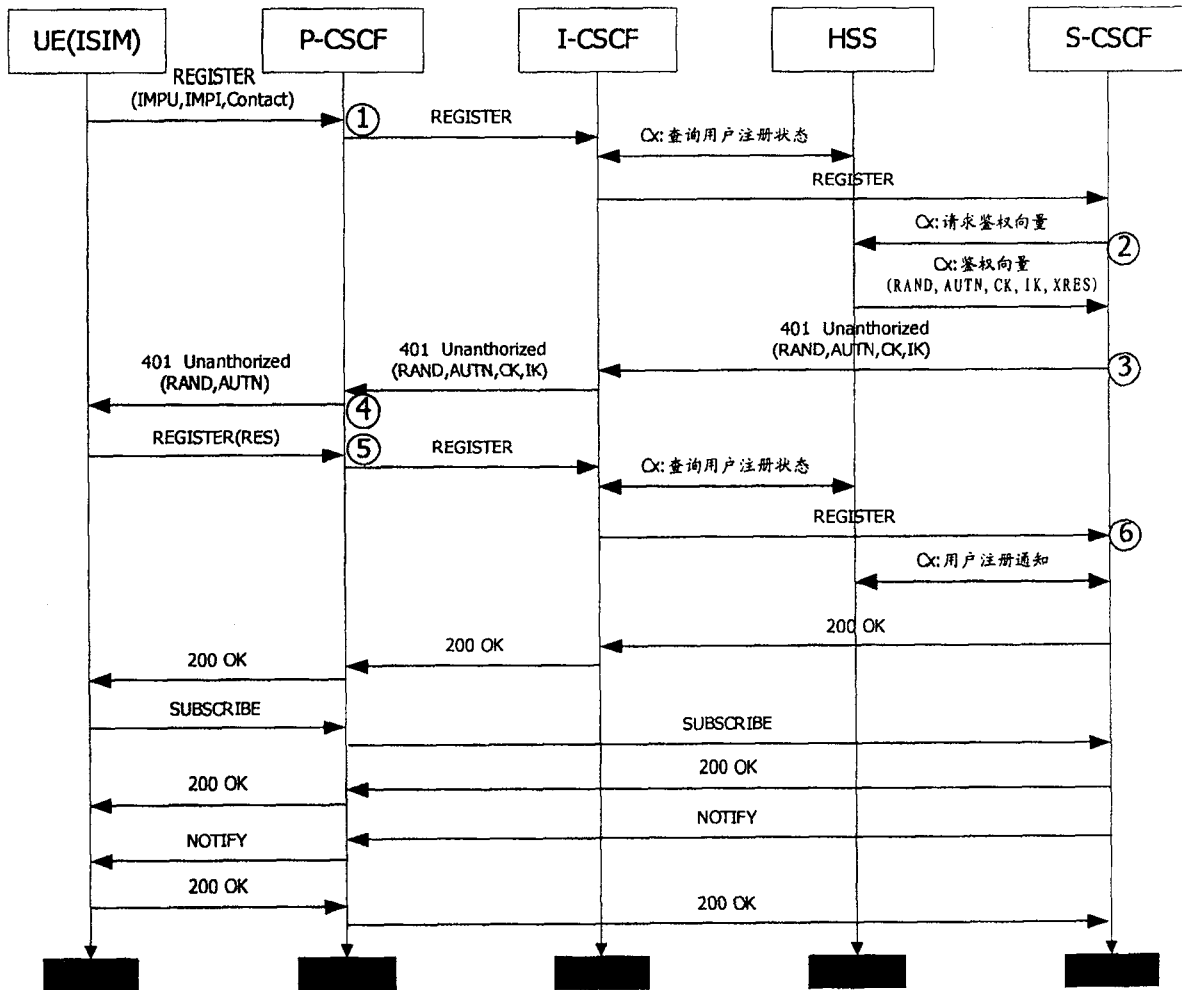 UE(ISIM)
P-CSCF
I-CSCF
HSS
S-CSCF
REGISTER
(IMPU,IMPI,Contact)
①
REGISTER
Cx:查询用户注册状态
REGISTER
Cx:请求鉴权向量
②
Cx:鉴权向量
(RAND, AUTN, CK, IK, XRES)
401 Unanthorized
(RAND,AUTN,CK,IK)
③
401 Unanthorized
(RAND,AUTN,CK,IK)
401 Unanthorized
(RAND,AUTN)
④
REGISTER(RES)
⑤
REGISTER
Cx:查询用户注册状态
REGISTER
⑥
Cx:用户注册通知
200 OK
200 OK
200 OK
SUBSCRIBE
SUBSCRIBE
200 OK
200 OK
NOTIFY
NOTIFY
200 OK
200 OK